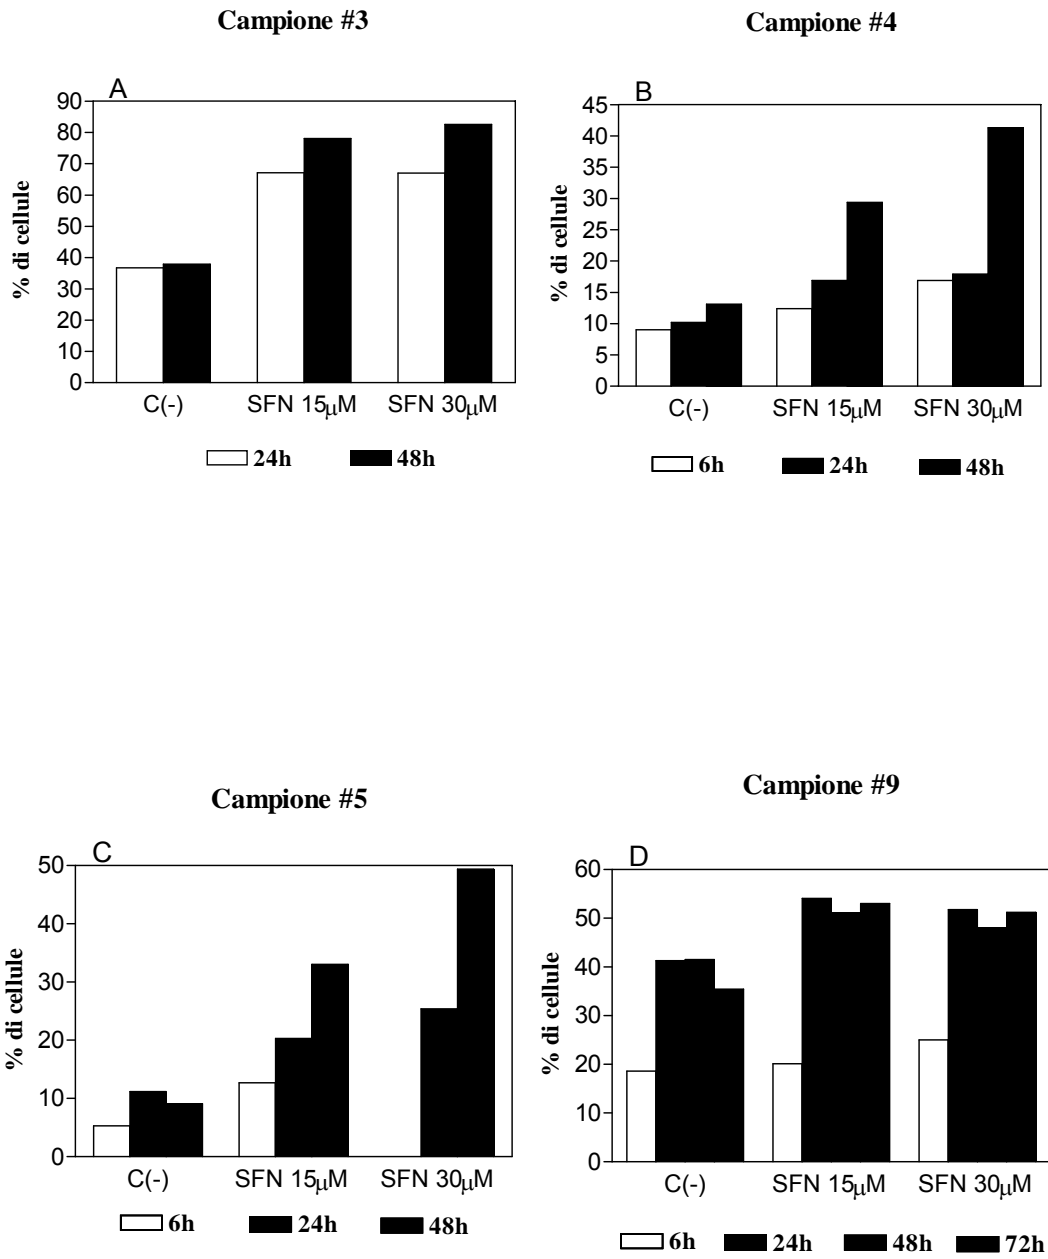 Campione #3
A
90
80
70
60
50
40
30
20
10
0
% di cellule
C(-) SFN 15μM SFN 30μM
24h 48h
Campione #4
B
45
40
35
30
25
20
15
10
5
0
% di cellule
C(-) SFN 15μM SFN 30μM
6h 24h 48h
Campione #5
C
50
40
30
20
10
0
% di cellule
C(-) SFN 15μM SFN 30μM
6h 24h 48h
Campione #9
D
60
50
40
30
20
10
0
% di cellule
C(-) SFN 15μM SFN 30μM
6h 24h 48h 72h